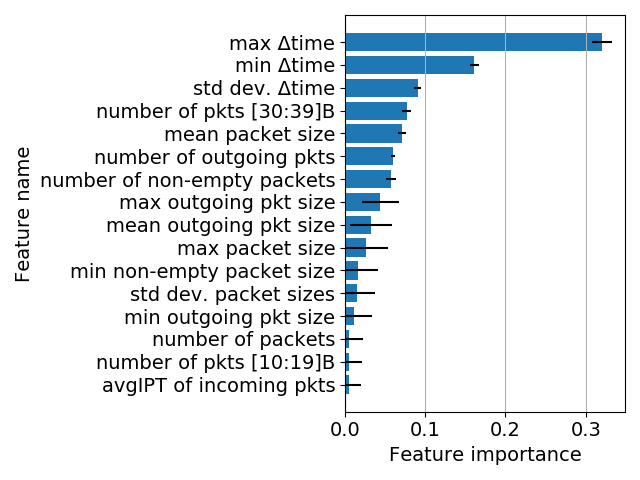 max Δtime
min Δtime
std dev. Δtime
number of pkts [30:39]B
mean packet size
number of outgoing pkts
number of non-empty packets
max outgoing pkt size
mean outgoing pkt size
max packet size
min non-empty packet size
std dev. packet sizes
min outgoing pkt size
number of packets
number of pkts [10:19]B
avgIPT of incoming pkts
Feature name
0.0 0.1 0.2 0.3
Feature importance